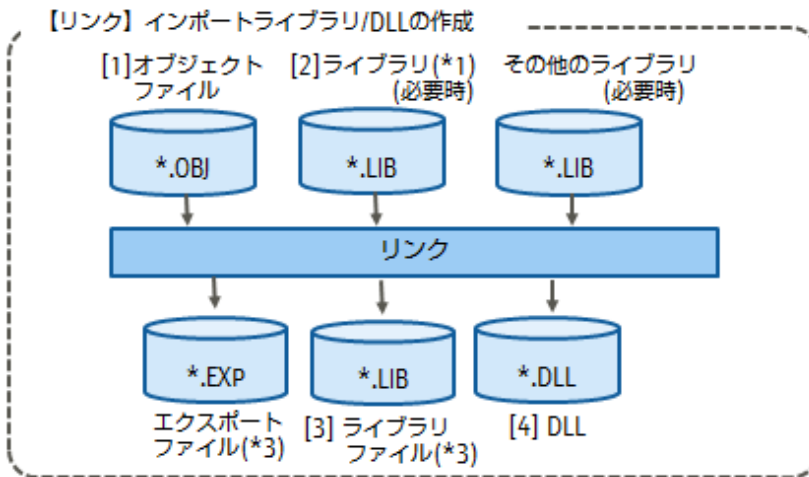 【リンク】インポートライブラリ/DLLの作成
[1]オブジェクト
ファイル
[2]ライブラリ(*1)
(必要時)
その他のライブラリ
(必要時)
*.OBJ
*.LIB
*.LIB
リンク
*.EXP
*.LIB
*.DLL
エクスポート
ファイル(*3)
[3] ライブラリ
ファイル(*3)
[4] DLL